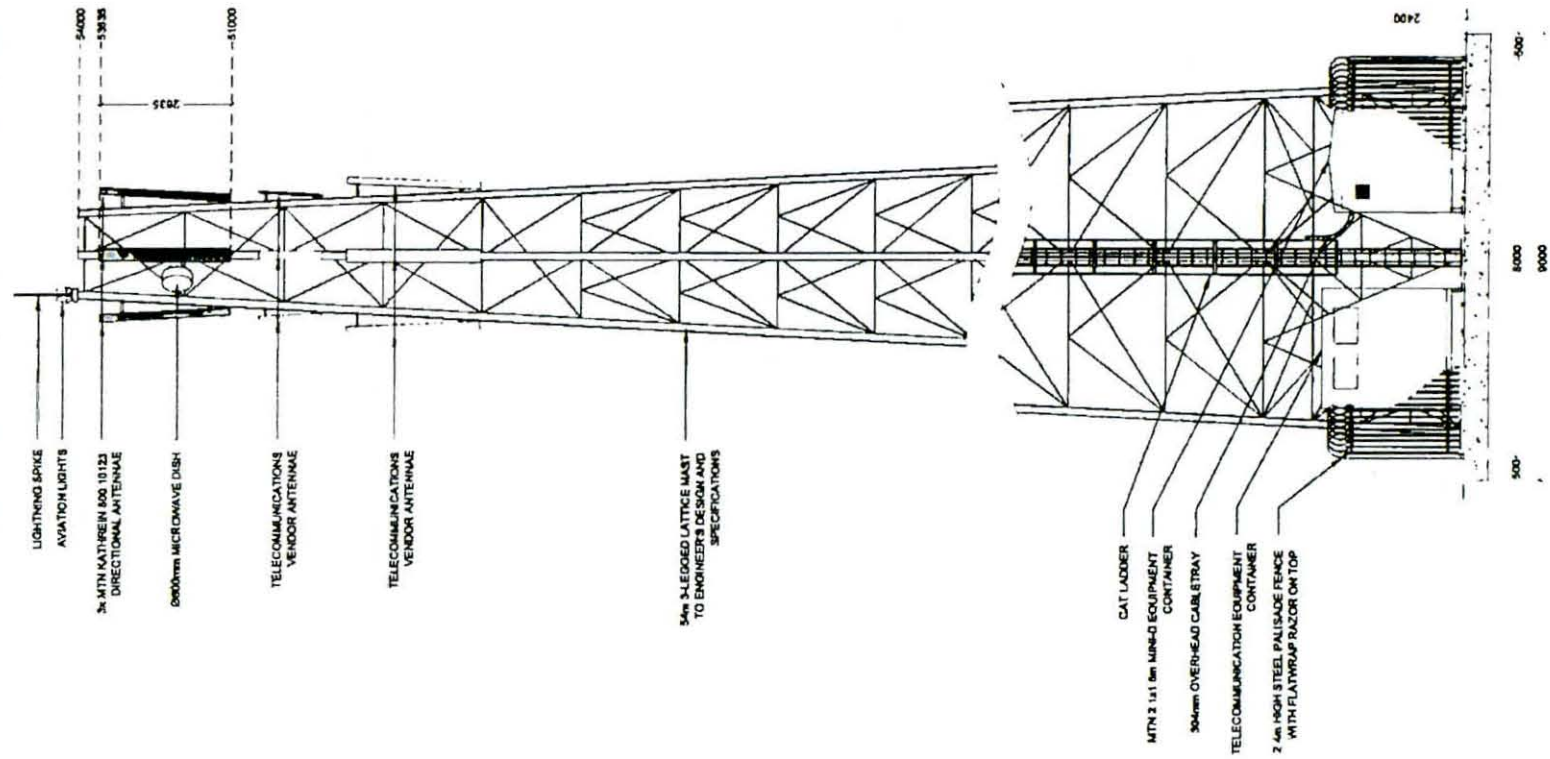 54000
53635
51000
2635
2400
LIGHTNING SPIKE
AVIATION LIGHTS
3x MTN KATHREIN 800 10123
DIRECTIONAL ANTENNAE
Ø600mm MICROWAVE DISH
TELECOMMUNICATIONS
VENDOR ANTENNAE
TELECOMMUNICATIONS
VENDOR ANTENNAE
54m 3-LEGGED LATTICE MAST
TO ENGINEER'S DESIGN AND
SPECIFICATIONS
CAT LADDER
MTN 2.1x1.6m MINI-D EQUIPMENT
CONTAINER
304mm OVERHEAD CABLETRAY
TELECOMMUNICATION EQUIPMENT
CONTAINER
2.4m HIGH STEEL PALISADE FENCE
WITH FLATWRAP RAZOR ON TOP
500
8000
500
9000